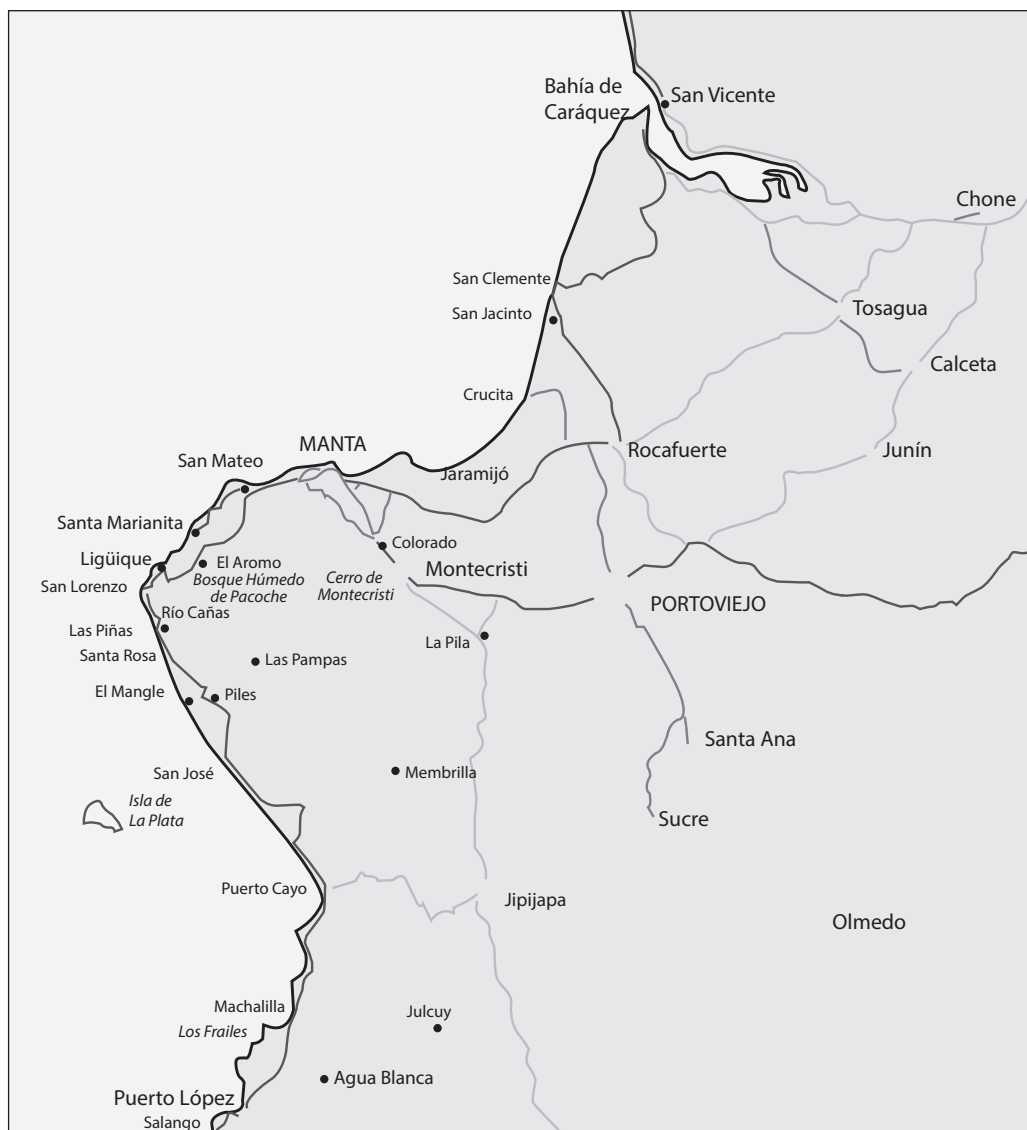 Bahía de
Caráquez
San Vicente
Chone
San Clemente
San Jacinto
Tosagua
Calceta
Crucita
MANTA
Rocafuerte
Junín
San Mateo
Jaramijó
Santa Marianita
Colorado
Ligüique
El Aromo
Bosque Húmedo
de Pacoche
Cerro de
Montecristi
Montecristi
San Lorenzo
PORTOVIEJO
Río Cañas
Las Piñas
La Pila
Santa Rosa
Las Pampas
El Mangle
Piles
Santa Ana
San José
Membrilla
Isla de
La Plata
Sucre
Puerto Cayo
Jipijapa
Olmedo
Machalilla
Julcuy
Los Frailes
Agua Blanca
Puerto López
Salango